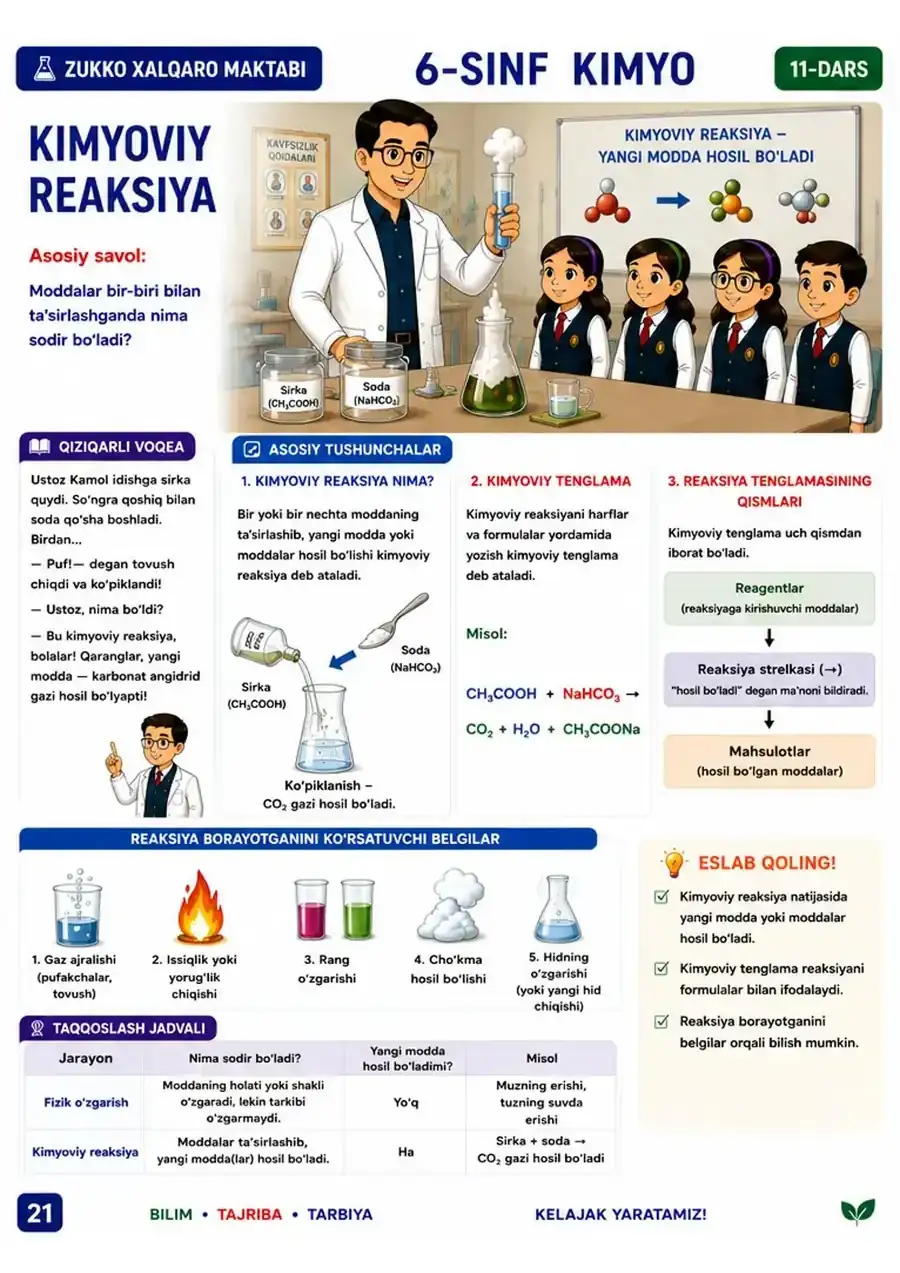 ZUKKO XALQARO MAKTABI
6-SINF KIMYO
11-DARS
KIMYOVIY
REAKSIYA
Asosiy savol:
Moddalar bir-biri bilan
ta'sirlashganda nima
sodir bo'ladi?
XAVFSIZLIK
QOIDALARI
KIMYOVIY REAKSIYA –
YANGI MODDA HOSIL BO'LADI
Sirka
(CH₃COOH)
Soda
(NaHCO₃)
QIZIQARLI VOQEA
Ustoz Kamol idishga sirka
quydi. So'ngra qoshiq bilan
soda qo'sha boshladi.
Birdan...
— Puf!— degan tovush
chiqdi va ko'piklandi!
— Ustoz, nima bo'ldi?
— Bu kimyoviy reaksiya,
bolalar! Qaranglar, yangi
modda — karbonat angidrid
gazi hosil bo'lyapti!
ASOSIY TUSHUNCHALAR
1. KIMYOVIY REAKSIYA NIMA?
Bir yoki bir nechta moddaning
ta'sirlashib, yangi modda yoki
moddalar hosil bo'lishi kimyoviy
reaksiya deb ataladi.
Soda
(NaHCO₃)
Sirka
(CH₃COOH)
Ko'piklanish –
CO₂ gazi hosil bo'ladi.
2. KIMYOVIY TENGLAMA
Kimyoviy reaksiyani harflar
va formulalar yordamida
yozish kimyoviy tenglama
deb ataladi.
Misol:
CH₃COOH + NaHCO₃ →
CO₂ + H₂O + CH₃COONa
3. REAKSIYA TENGLAMASINING
QISMLARI
Kimyoviy tenglama uch qismdan
iborat bo'ladi.
Reagentlar
(reaksiyaga kirishuvchi moddalar)
Reaksiya strelkasi (→)
"hosil bo'ladi" degan ma'noni bildiradi.
Mahsulotlar
(hosil bo'lgan moddalar)
REAKSIYA BORAYOTGANINI KO'RSATUVCHI BELGILAR
1. Gaz ajralishi
(pufakchalar,
tovush)
2. Issiqlik yoki
yorug'lik
chiqishi
3. Rang
o'zgarishi
4. Cho'kma
hosil bo'lishi
5. Hidning
o'zgarishi
(yoki yangi hid
chiqishi)
ESLAB QOLING!
Kimyoviy reaksiya natijasida
yangi modda yoki moddalar
hosil bo'ladi.
Kimyoviy tenglama reaksiyani
formulalar bilan ifodalaydi.
Reaksiya borayotganini
belgilar orqali bilish mumkin.
TAQQOSLASH JADVALI
Jarayon
Nima sodir bo'ladi?
Yangi modda
hosil bo'ladimi?
Misol
Fizik o'zgarish
Moddaning holati yoki shakli
o'zgaradi, lekin tarkibi
o'zgarmaydi.
Yo'q
Muzning erishi,
tuzning suvda
erishi
Kimyoviy reaksiya
Moddalar ta'sirlashib,
yangi modda(lar) hosil bo'ladi.
Ha
Sirka + soda →
CO₂ gazi hosil bo'ladi
21
BILIM • TAJRIBA • TARBIYA
KELAJAK YARATAMIZ!